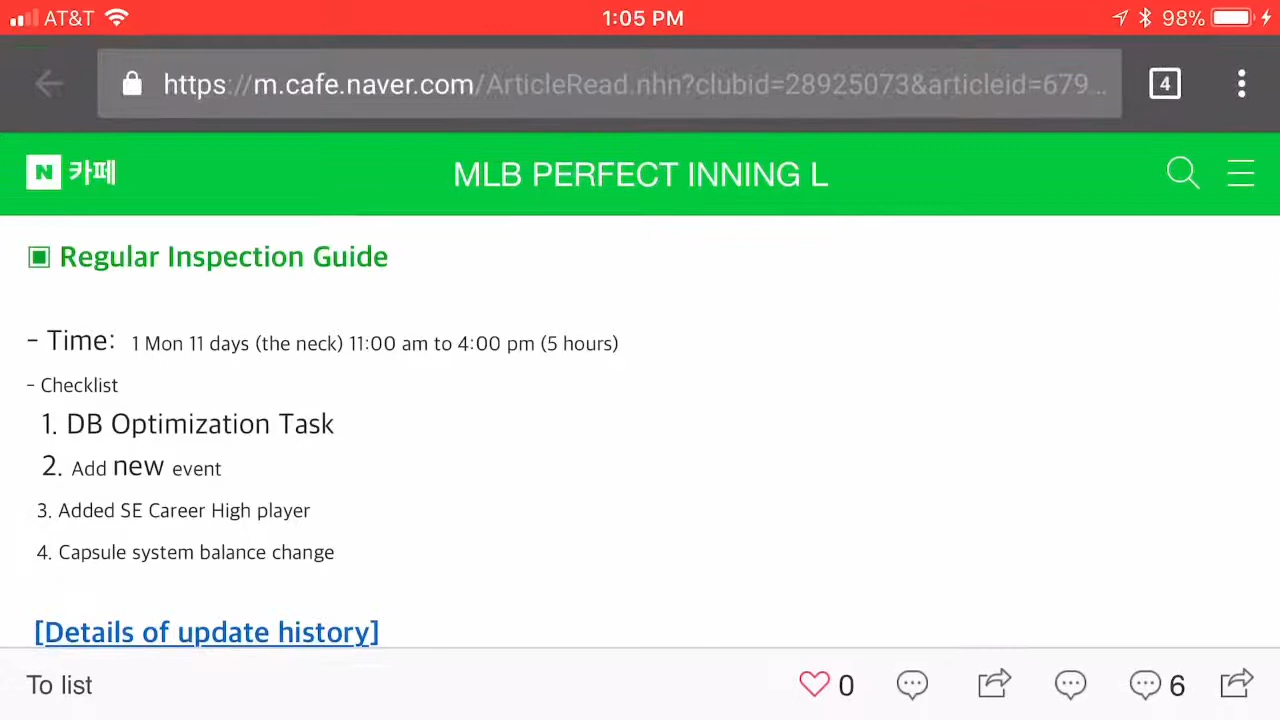 AT&T 1:05 PM 98%
https://m.cafe.naver.com/ArticleRead.nhn?clubid=28925073&articleid=679... 4
N 카페 MLB PERFECT INNING L
Regular Inspection Guide
- Time: 1 Mon 11 days (the neck) 11:00 am to 4:00 pm (5 hours)
- Checklist
1. DB Optimization Task
2. Add new event
3. Added SE Career High player
4. Capsule system balance change
[Details of update history]
To list 0 6